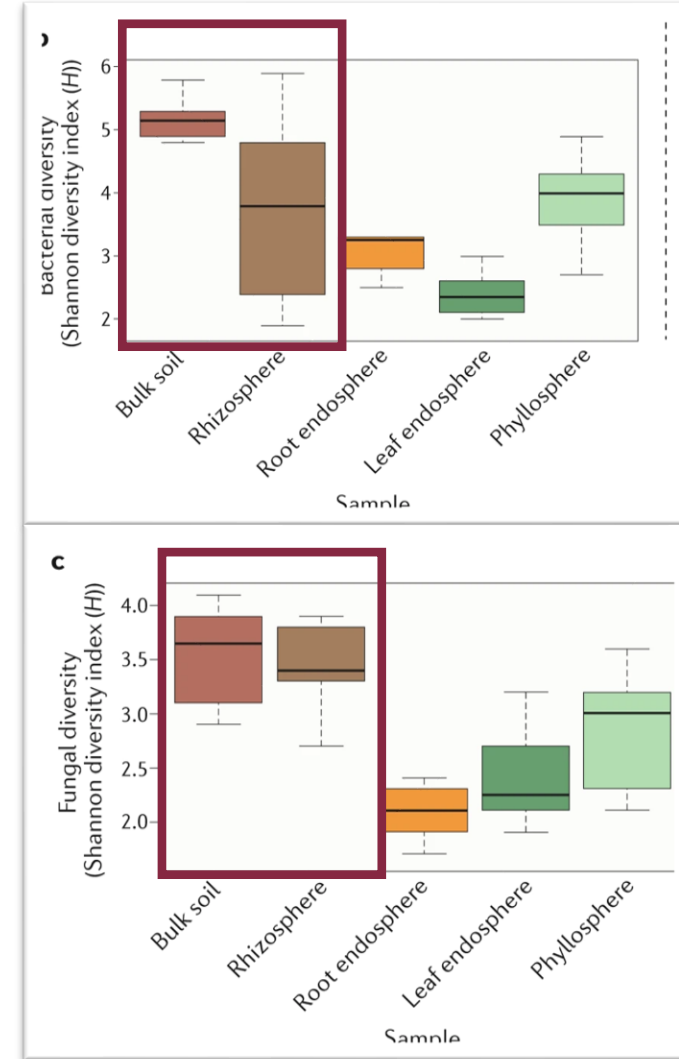 b
Bacterial diversity
(Shannon diversity index (H))
6
5
4
3
2
Bulk soil
Rhizosphere
Root endosphere
Leaf endosphere
Phyllosphere
Sample
c
Fungal diversity
(Shannon diversity index (H))
4.0
3.5
3.0
2.5
2.0
Bulk soil
Rhizosphere
Root endosphere
Leaf endosphere
Phyllosphere
Sample